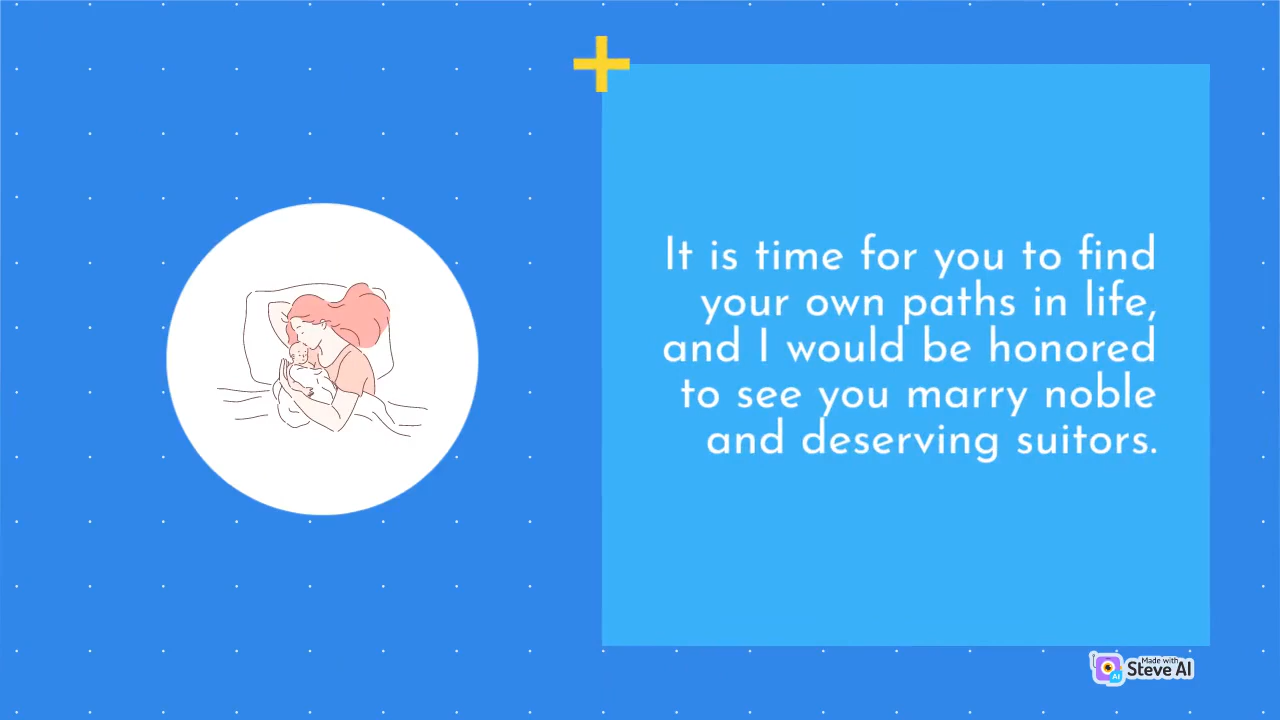 It is time for you to find
your own paths in life,
and I would be honored
to see you marry noble
and deserving suitors.
Made with
Steve AI
AI